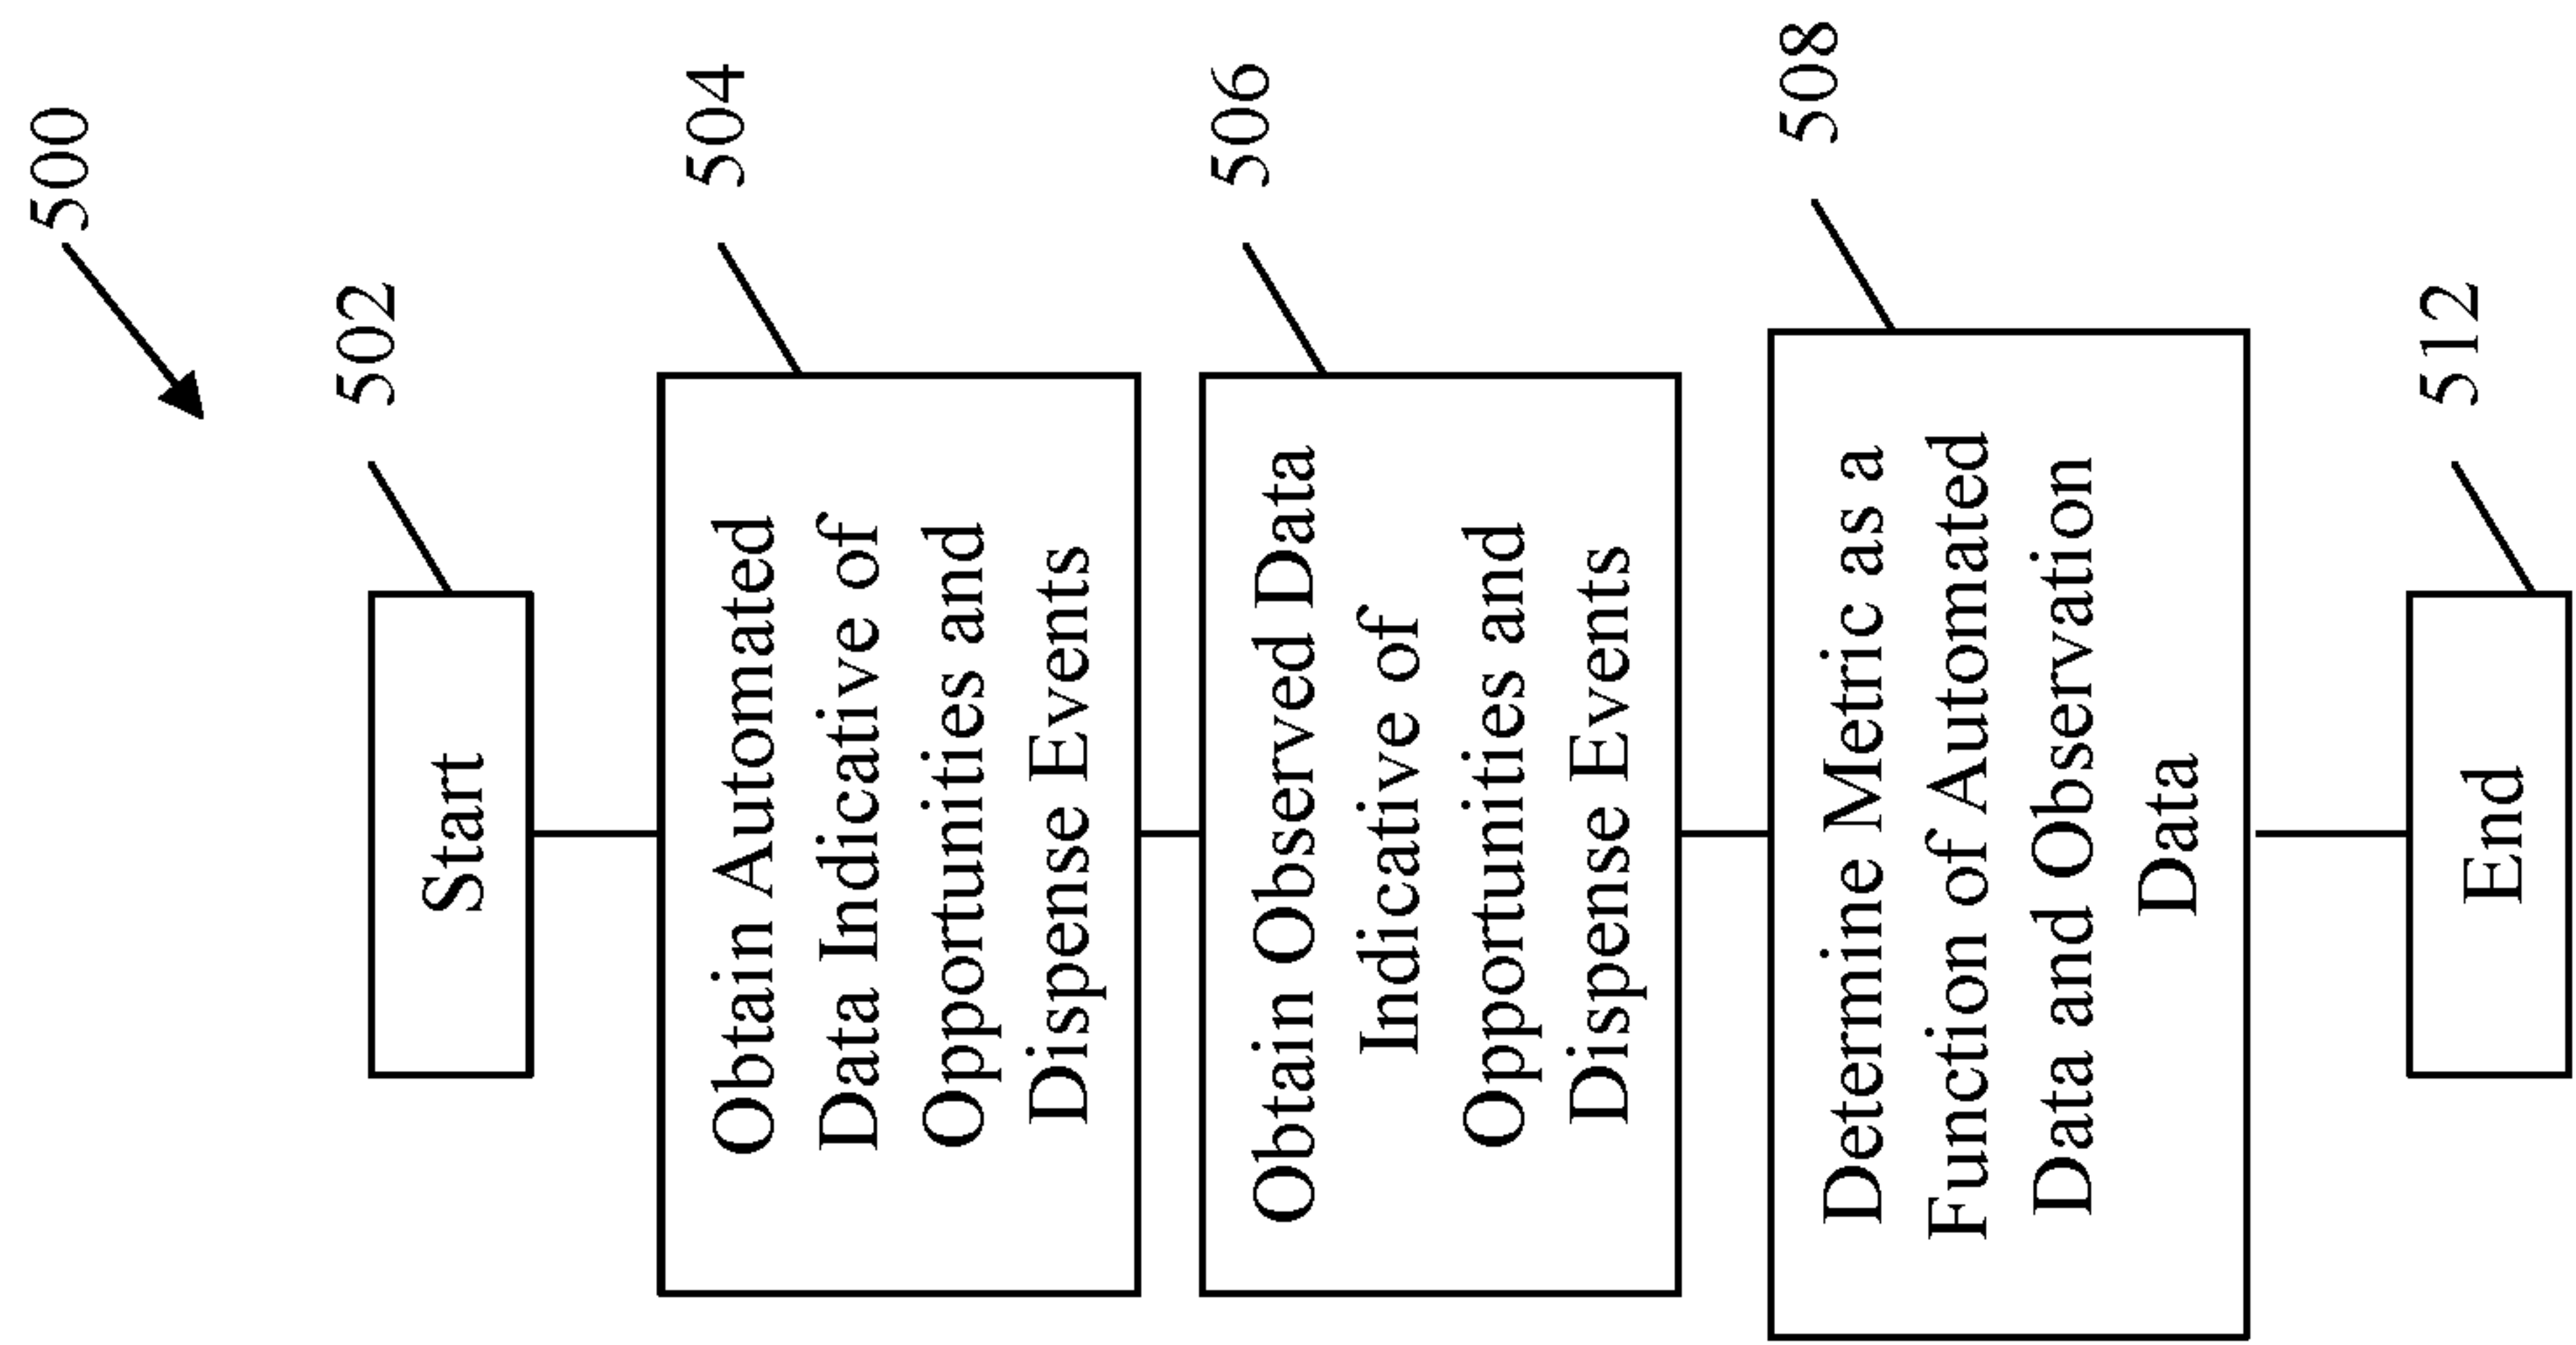 500
502
Start
504
Obtain Automated
Data Indicative of
Opportunities and
Dispense Events
506
Obtain Observed Data
Indicative of
Opportunities and
Dispense Events
508
Determine Metric as a
Function of Automated
Data and Observation
Data
512
End